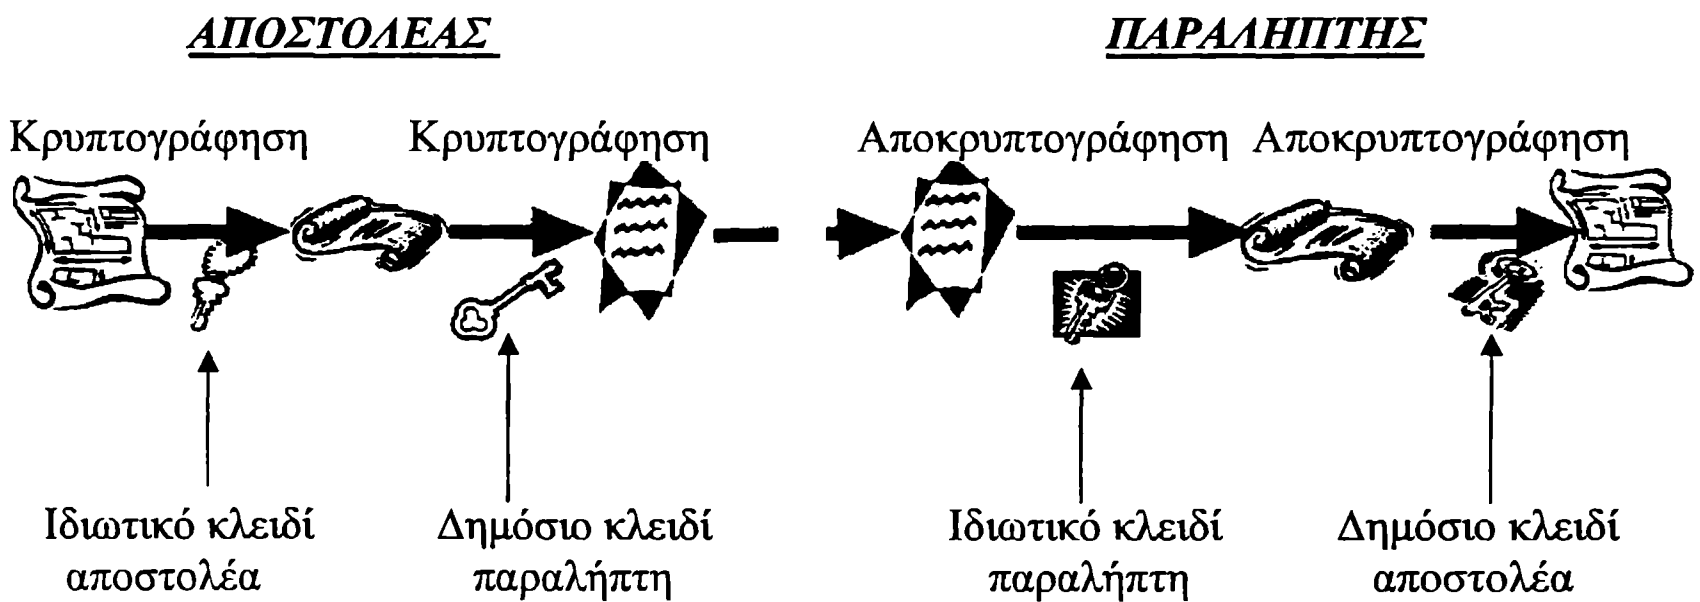 ΑΠΟΣΤΟΛΕΑΣ ΠΑΡΑΛΗΠΤΗΣ
Κρυπτογράφηση Κρυπτογράφηση Αποκρυπτογράφηση Αποκρυπτογράφηση
Ιδιωτικό κλειδί Δημόσιο κλειδί Ιδιωτικό κλειδί Δημόσιο κλειδί
αποστολέα παραλήπτη παραλήπτη αποστολέα